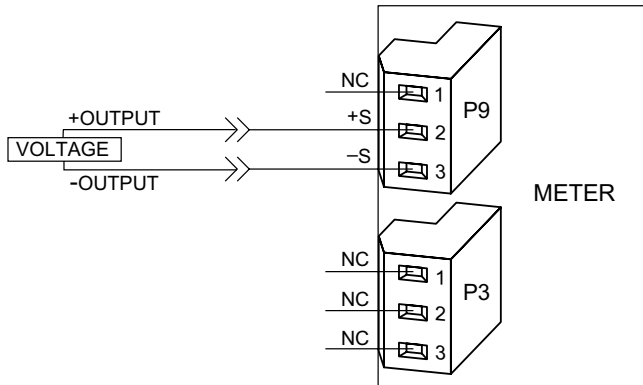 NC
1
P9
+OUTPUT
+S
2
VOLTAGE
−S
3
-OUTPUT
METER
NC
1
P3
NC
2
NC
3